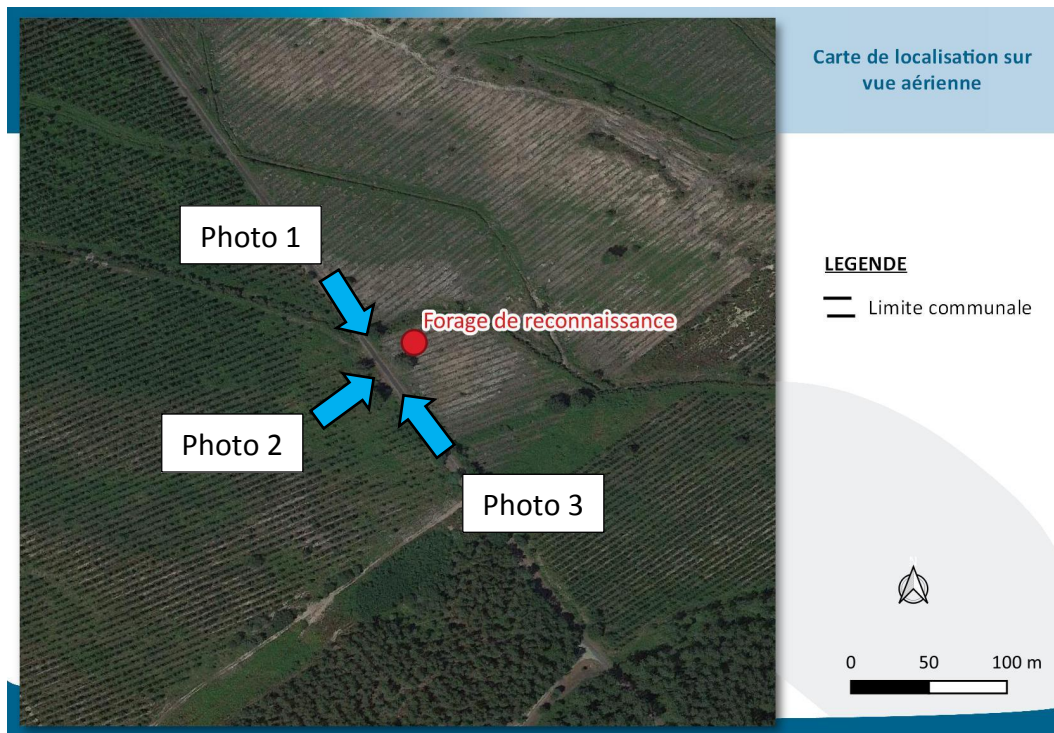 Carte de localisation sur
vue aérienne
Photo 1
Forage de reconnaissance
Photo 2
Photo 3
LEGENDE
Limite communale
N
0 50 100 m